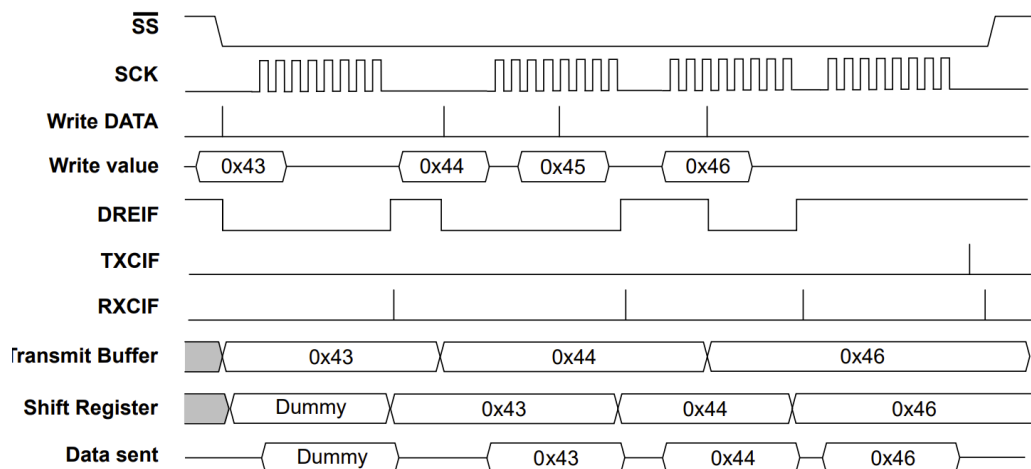 SS
SCK
Write DATA
Write value 0x43 0x44 0x45 0x46
DREIF
TXCIF
RXCIF
Transmit Buffer 0x43 0x44 0x46
Shift Register Dummy 0x43 0x44 0x46
Data sent Dummy 0x43 0x44 0x46